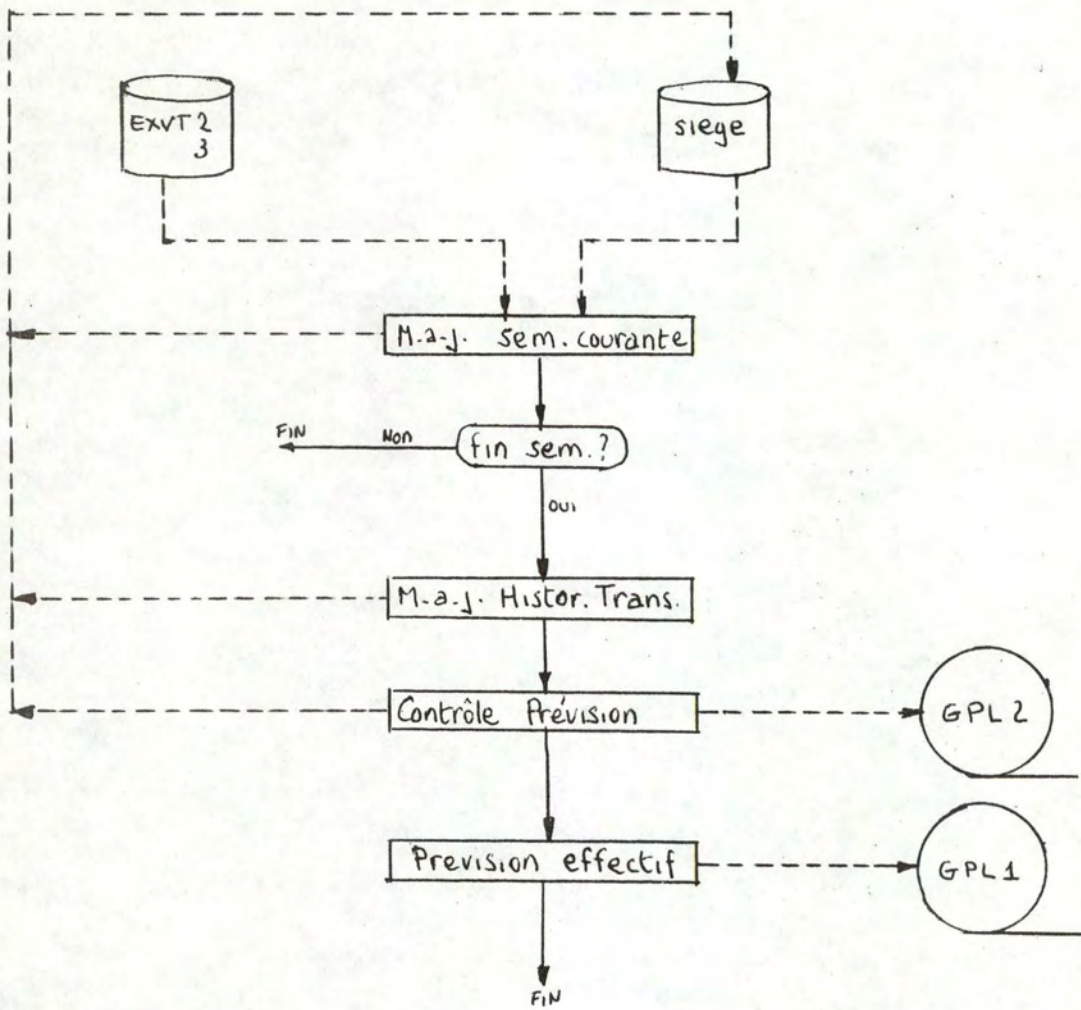 EXVT 2
3
siege
M.a.j. sem. courante
FIN
Non
fin sem. ?
OUI
M.a.j. Histor. Trans.
Contrôle Prévision
GPL 2
Prevision effectif
GPL 1
FIN